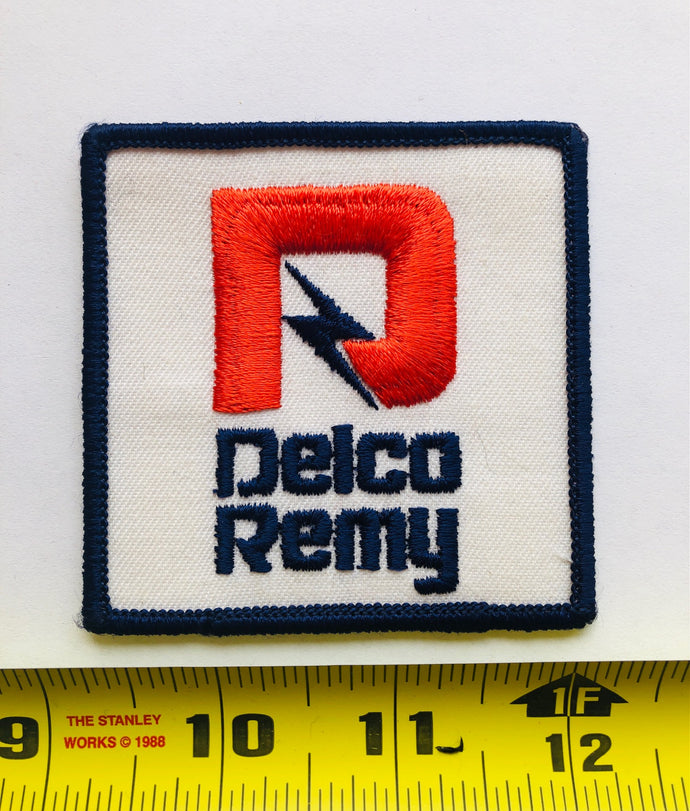 Delco
Remy
1F
THE STANLEY
WORKS © 1988
9 10 11 12